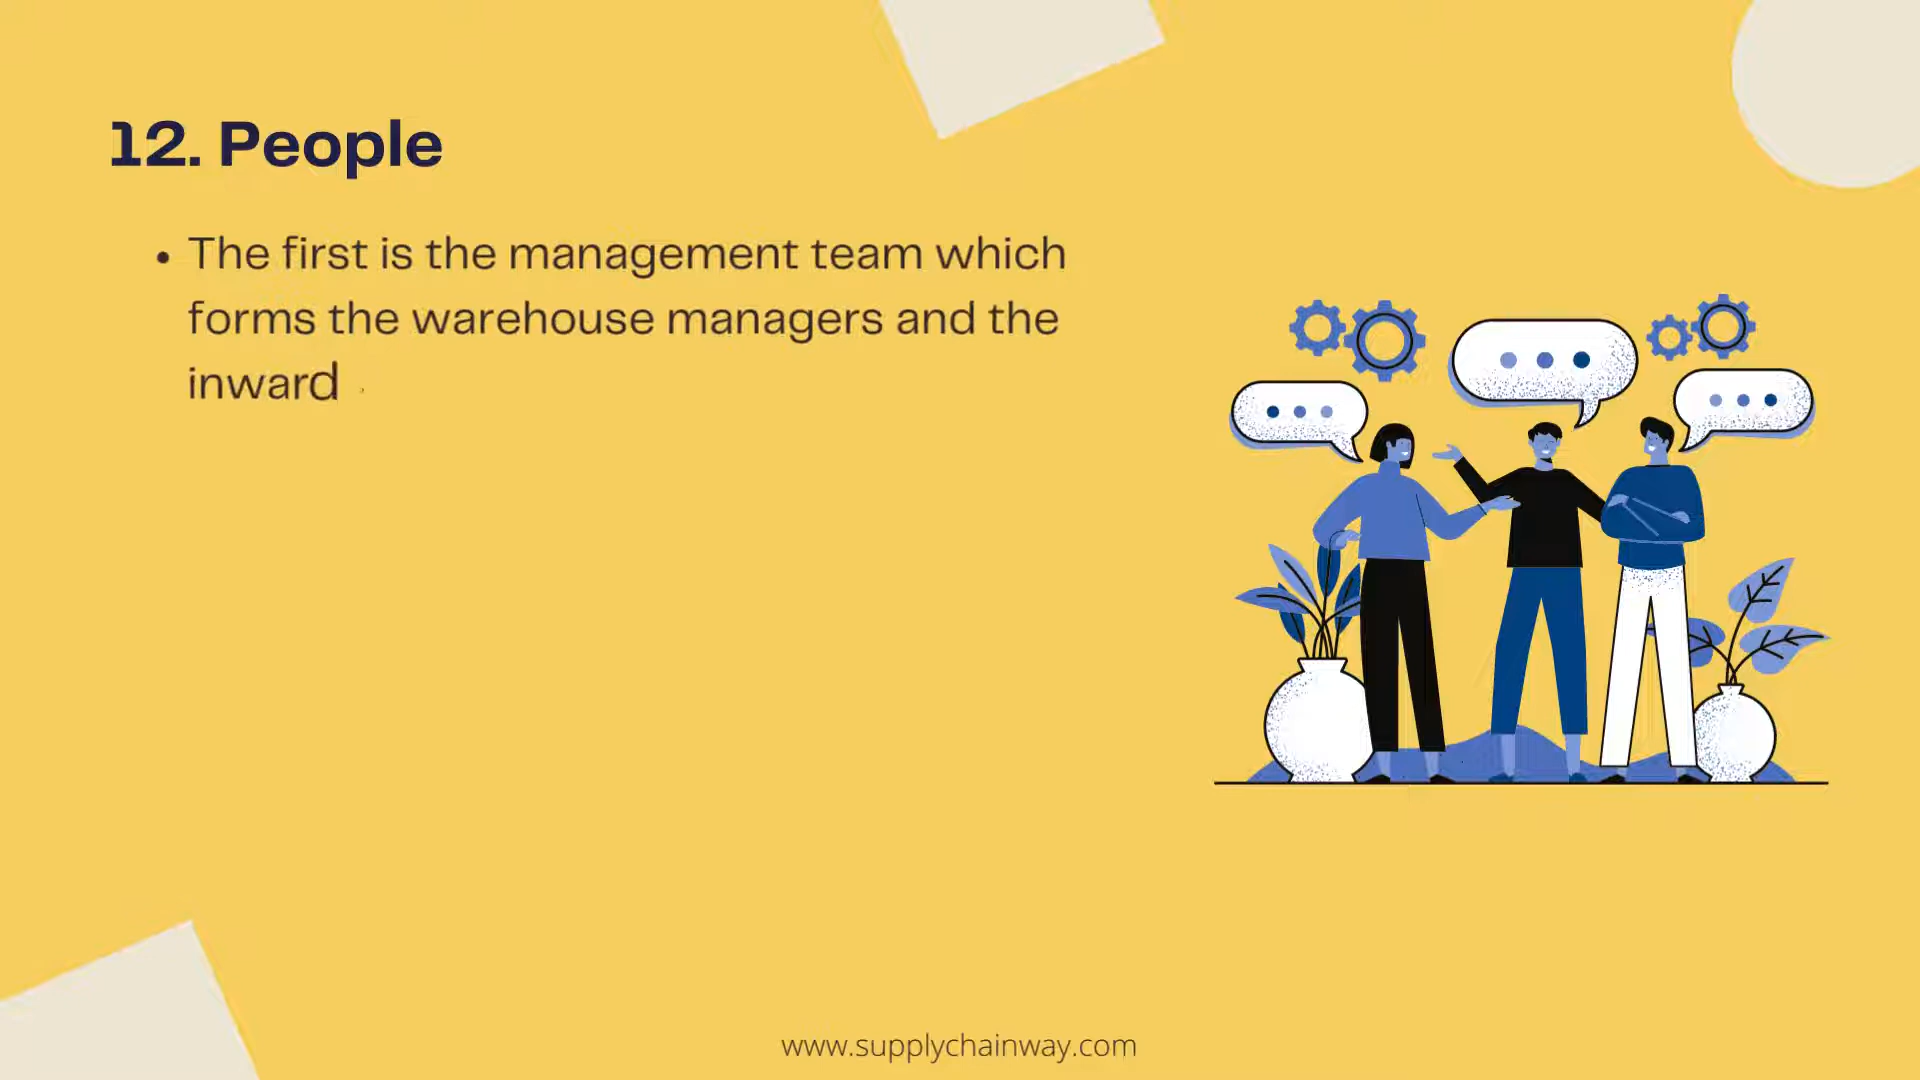 12. People
• The first is the management team which
forms the warehouse managers and the
inward
www.supplychainway.com